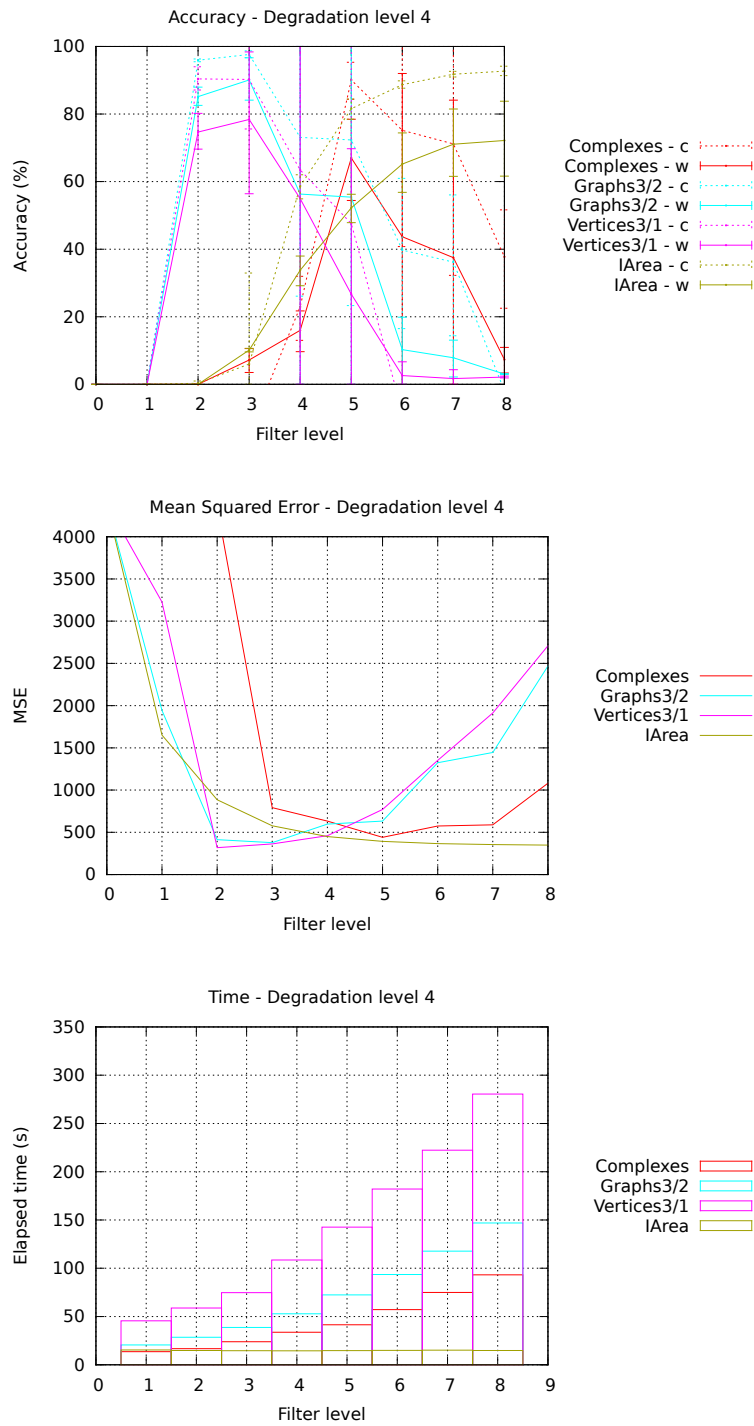 Accuracy - Degradation level 4
100
80
60
40
20
0
Accuracy (%)
0 1 2 3 4 5 6 7 8
Filter level
Complexes - c
Complexes - w
Graphs3/2 - c
Graphs3/2 - w
Vertices3/1 - c
Vertices3/1 - w
IArea - c
IArea - w
Mean Squared Error - Degradation level 4
4000
3500
3000
2500
2000
1500
1000
500
0
MSE
0 1 2 3 4 5 6 7 8
Filter level
Complexes
Graphs3/2
Vertices3/1
IArea
Time - Degradation level 4
350
300
250
200
150
100
50
0
Elapsed time (s)
0 1 2 3 4 5 6 7 8 9
Filter level
Complexes
Graphs3/2
Vertices3/1
IArea